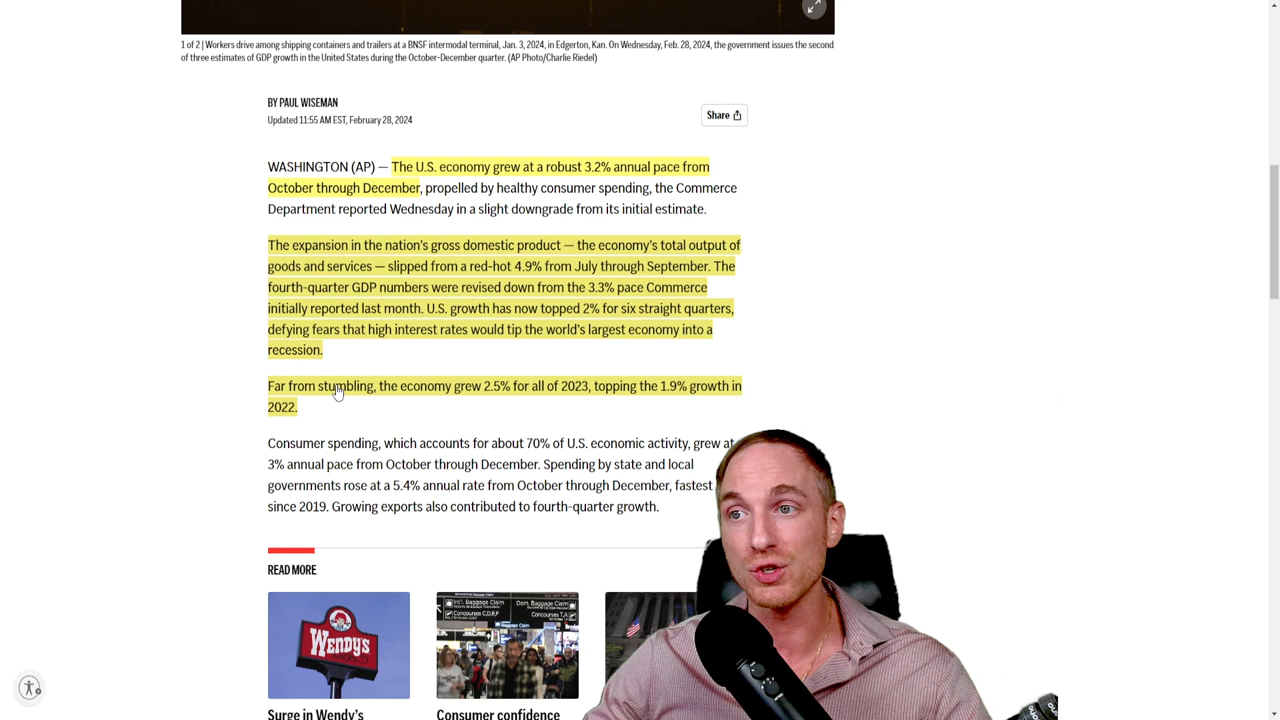 1 of 2 | Workers drive among shipping containers and trailers at a BNSF intermodal terminal, Jan. 3, 2024, in Edgerton, Kan. On Wednesday, Feb. 28, 2024, the government issues the second
of three estimates of GDP growth in the United States during the October-December quarter. (AP Photo/Charlie Riedel)
BY PAUL WISEMAN
Updated 11:55 AM EST, February 28, 2024
Share
WASHINGTON (AP) — The U.S. economy grew at a robust 3.2% annual pace from
October through December, propelled by healthy consumer spending, the Commerce
Department reported Wednesday in a slight downgrade from its initial estimate.
The expansion in the nation's gross domestic product — the economy's total output of
goods and services — slipped from a red-hot 4.9% from July through September. The
fourth-quarter GDP numbers were revised down from the 3.3% pace Commerce
initially reported last month. U.S. growth has now topped 2% for six straight quarters,
defying fears that high interest rates would tip the world's largest economy into a
recession.
Far from stumbling, the economy grew 2.5% for all of 2023, topping the 1.9% growth in
2022.
Consumer spending, which accounts for about 70% of U.S. economic activity, grew at
3% annual pace from October through December. Spending by state and local
governments rose at a 5.4% annual rate from October through December, fastest
since 2019. Growing exports also contributed to fourth-quarter growth.
READ MORE
Wendy's
Int'l. Baggage Claim
Dom. Baggage Claim
Concourses T, A
Surge in Wendy's
Consumer confidence